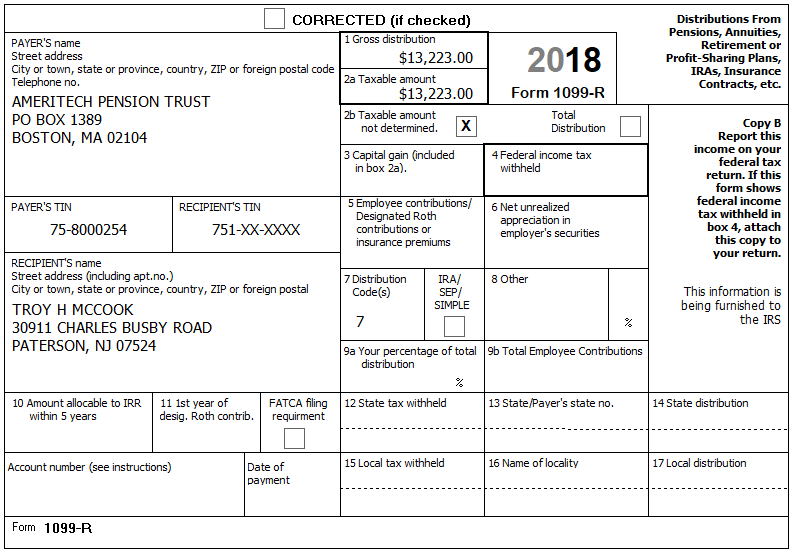 CORRECTED (if checked)
PAYER'S name
Street address
City or town, state or province, country, ZIP or foreign postal code
Telephone no.
AMERITECH PENSION TRUST
PO BOX 1389
BOSTON, MA 02104
1 Gross distribution
$13,223.00
2a Taxable amount
$13,223.00
2018
Form 1099-R
Distributions From
Pensions, Annuities,
Retirement or
Profit-Sharing Plans,
IRAs, Insurance
Contracts, etc.
2b Taxable amount
not determined.
X
Total
Distribution
Copy B
Report this
income on your
federal tax
return. If this
form shows
federal income
tax withheld in
box 4, attach
this copy to
your return.
This information is
being furnished to
the IRS
3 Capital gain (included
in box 2a).
4 Federal income tax
withheld
PAYER'S TIN
75-8000254
RECIPIENT'S TIN
751-XX-XXXX
5 Employee contributions/
Designated Roth
contributions or
insurance premiums
6 Net unrealized
appreciation in
employer's securities
RECIPIENT'S name
Street address (including apt.no.)
City or town, state or province, country, ZIP or foreign postal
TROY H MCCOOK
30911 CHARLES BUSBY ROAD
PATERSON, NJ 07524
7 Distribution
Code(s)
7
IRA/
SEP/
SIMPLE
8 Other
%
9a Your percentage of total
distribution
%
9b Total Employee Contributions
10 Amount allocable to IRR
within 5 years
11 1st year of
desig. Roth contrib.
FATCA filing
requirment
12 State tax withheld
13 State/Payer's state no.
14 State distribution
Account number (see instructions)
Date of
payment
15 Local tax withheld
16 Name of locality
17 Local distribution
Form 1099-R